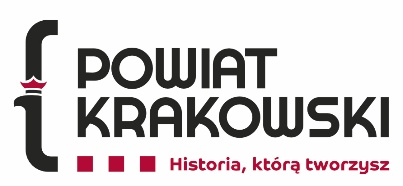 POWIAT
KRAKOWSKI
Historia, którą tworzysz